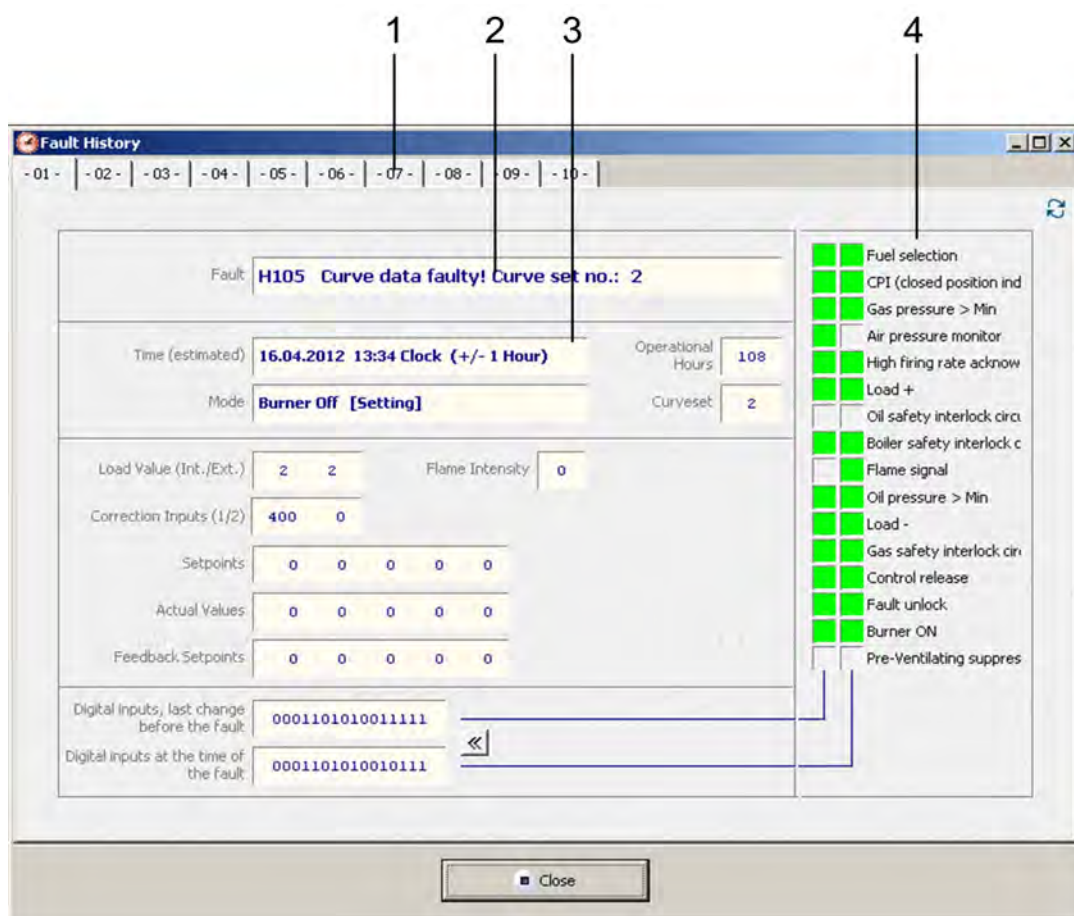 1 2 3 4
Fault History
- 01 - - 02 - - 03 - - 04 - - 05 - - 06 - - 07 - - 08 - - 09 - - 10 -
Fault H105 Curve data faulty! Curve set no.: 2
Time (estimated) 16.04.2012 13:34 Clock (+/- 1 Hour) Operational Hours 108
Mode Burner Off [Setting] Curveset 2
Load Value (Int./Ext.) 2 2 Flame Intensity 0
Correction Inputs (1/2) 400 0
Setpoints 0 0 0 0 0
Actual Values 0 0 0 0 0
Feedback Setpoints 0 0 0 0 0
Digital inputs, last change
before the fault 0001101010011111
Digital inputs at the time of
the fault 0001101010010111
Fuel selection
CPI (closed position ind
Gas pressure > Min
Air pressure monitor
High firing rate acknow
Load +
Oil safety interlock circu
Boiler safety interlock c
Flame signal
Oil pressure > Min
Load -
Gas safety interlock circ
Control release
Fault unlock
Burner ON
Pre-Ventilating suppres
Close